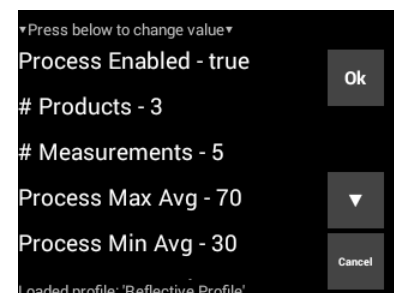 ▼Press below to change value▼
Process Enabled - true
Ok
# Products - 3
# Measurements - 5
Process Max Avg - 70
▼
Process Min Avg - 30
Cancel
Loaded profile: 'Reflective Profile'